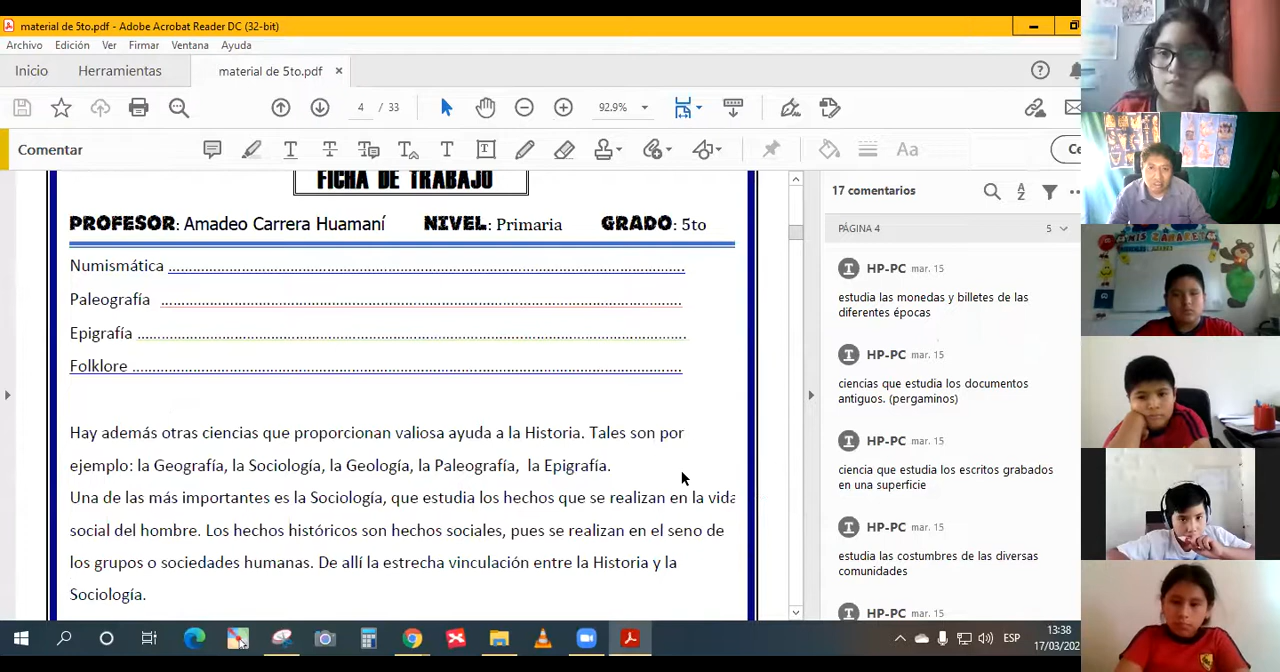 material de 5to.pdf - Adobe Acrobat Reader DC (32-bit)
Archivo Edición Ver Firmar Ventana Ayuda
Inicio Herramientas material de 5to.pdf ×
4 / 33 92.9%
Comentar
FICHA DE TRABAJO
PROFESOR: Amadeo Carrera Huamaní NIVEL: Primaria GRADO: 5to
Numismática ........................................................................................................
Paleografía ........................................................................................................
Epigrafía ........................................................................................................
Folklore ........................................................................................................
Hay además otras ciencias que proporcionan valiosa ayuda a la Historia. Tales son por
ejemplo: la Geografía, la Sociología, la Geología, la Paleografía, la Epigrafía.
Una de las más importantes es la Sociología, que estudia los hechos que se realizan en la vida
social del hombre. Los hechos históricos son hechos sociales, pues se realizan en el seno de
los grupos o sociedades humanas. De allí la estrecha vinculación entre la Historia y la
Sociología.
17 comentarios
PÁGINA 4 5
HP-PC mar. 15
estudia las monedas y billetes de las
diferentes épocas
HP-PC mar. 15
ciencias que estudia los documentos
antiguos. (pergaminos)
HP-PC mar. 15
ciencia que estudia los escritos grabados
en una superficie
HP-PC mar. 15
estudia las costumbres de las diversas
comunidades
HP-PC mar. 15
ESP
13:38
17/03/202